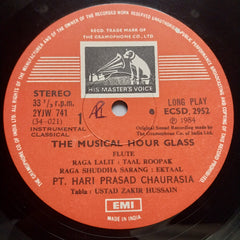 REGD. TRADE MARK OF
THE GRAMOPHONE CO. LTD.
HIS MASTER'S VOICE
STEREO 33 ⅓ r.p.m.
LONG PLAY
2YJW 741
(54-021)
1
ECSD. 2952
INSTRUMENTAL
CLASSICAL
Original Sound Recording made by
The Gramophone Co. of India Ltd.
℗ 1984
THE MUSICAL HOUR GLASS
FLUTE
RAGA LALIT : TAAL ROOPAK
RAGA SHUDDHA SARANG : EKTAAL
PT. HARI PRASAD CHAURASIA
Tabla : USTAD ZAKIR HUSSAIN
EMI
MADE IN INDIA